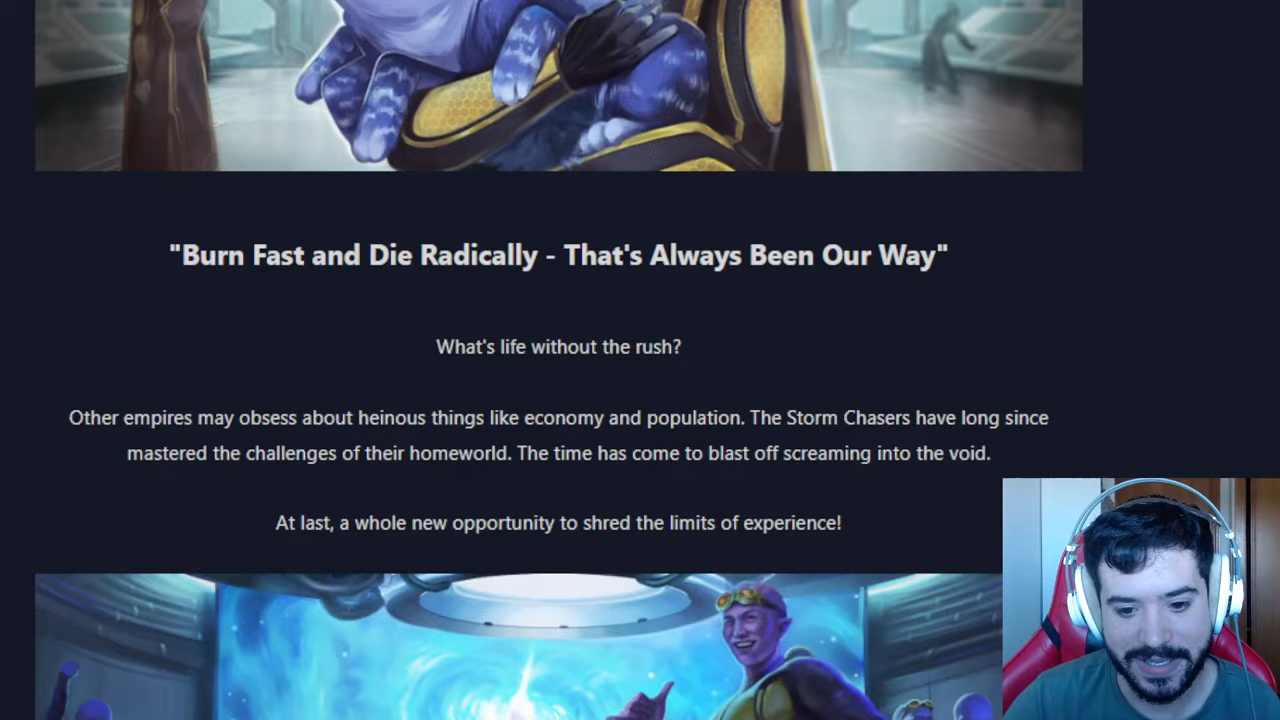 "Burn Fast and Die Radically - That's Always Been Our Way"
What's life without the rush?
Other empires may obsess about heinous things like economy and population. The Storm Chasers have long since
mastered the challenges of their homeworld. The time has come to blast off screaming into the void.
At last, a whole new opportunity to shred the limits of experience!